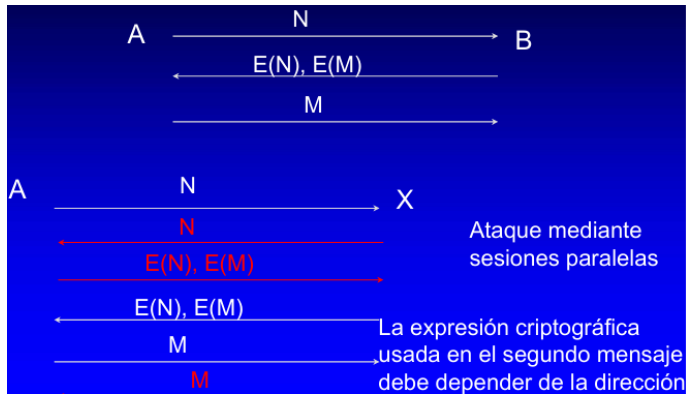 N
A
B
E(N), E(M)
M
N
A
X
N
Ataque mediante
sesiones paralelas
E(N), E(M)
E(N), E(M)
La expresión criptográfica
usada en el segundo mensaje
debe depender de la dirección
M
M